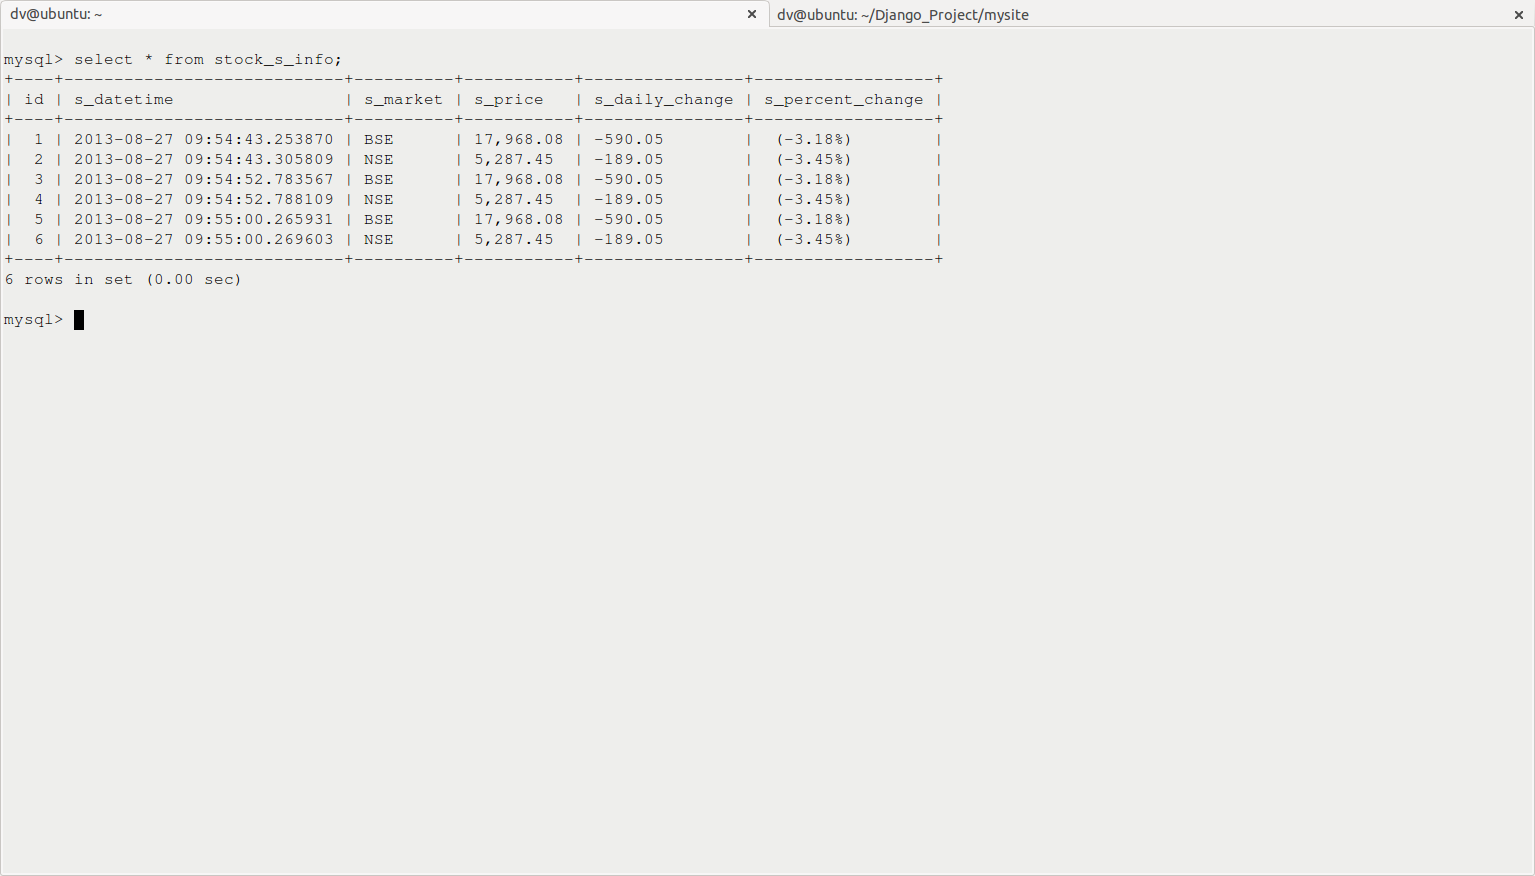 dv@ubuntu: ~ × dv@ubuntu: ~/Django_Project/mysite ×
mysql> select * from stock_s_info;
+----+----------------------------+----------+-----------+----------------+------------------+
| id | s_datetime                 | s_market | s_price   | s_daily_change | s_percent_change |
+----+----------------------------+----------+-----------+----------------+------------------+
|  1 | 2013-08-27 09:54:43.253870 | BSE      | 17,968.08 | -590.05        |  (-3.18%)        |
|  2 | 2013-08-27 09:54:43.305809 | NSE      | 5,287.45  | -189.05        |  (-3.45%)        |
|  3 | 2013-08-27 09:54:52.783567 | BSE      | 17,968.08 | -590.05        |  (-3.18%)        |
|  4 | 2013-08-27 09:54:52.788109 | NSE      | 5,287.45  | -189.05        |  (-3.45%)        |
|  5 | 2013-08-27 09:55:00.265931 | BSE      | 17,968.08 | -590.05        |  (-3.18%)        |
|  6 | 2013-08-27 09:55:00.269603 | NSE      | 5,287.45  | -189.05        |  (-3.45%)        |
+----+----------------------------+----------+-----------+----------------+------------------+
6 rows in set (0.00 sec)
mysql>